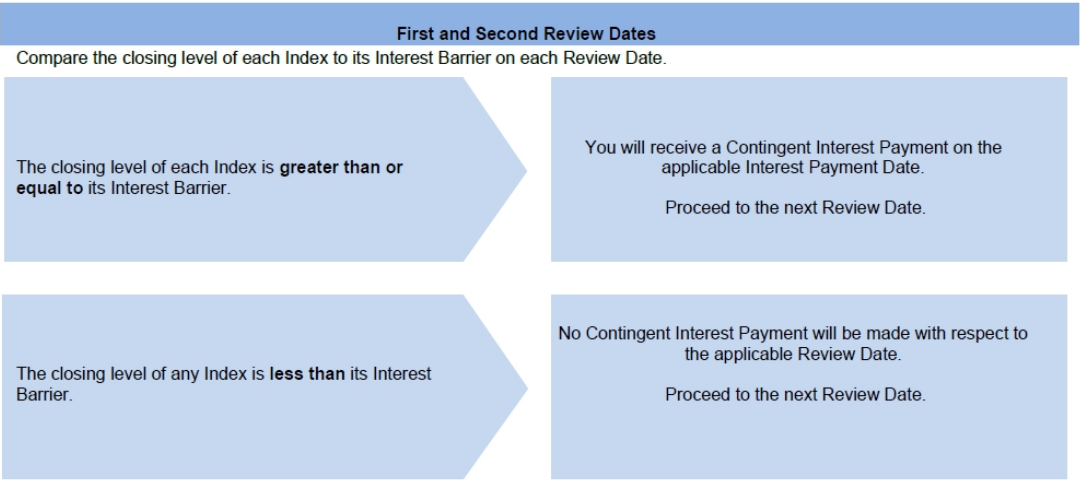 First and Second Review Dates
Compare the closing level of each Index to its Interest Barrier on each Review Date.
The closing level of each Index is greater than or
equal to its Interest Barrier.
You will receive a Contingent Interest Payment on the
applicable Interest Payment Date.
Proceed to the next Review Date.
The closing level of any Index is less than its Interest
Barrier.
No Contingent Interest Payment will be made with respect to
the applicable Review Date.
Proceed to the next Review Date.